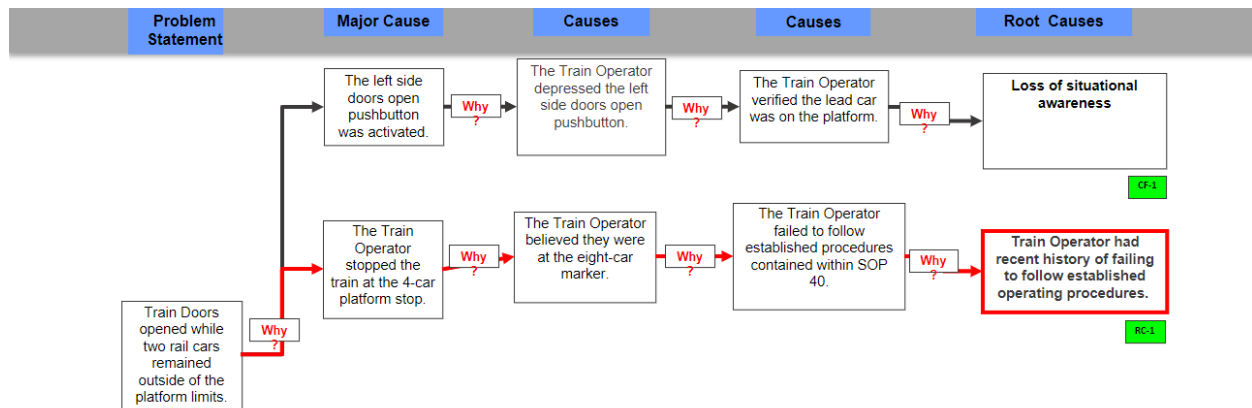 Problem
Statement
Major Cause
Causes
Causes
Root Causes
The left side
doors open
pushbutton
was activated.
Why
?
The Train Operator
depressed the left
side doors open
pushbutton.
Why
?
The Train Operator
verified the lead car
was on the platform.
Why
?
Loss of situational
awareness
CF-1
The Train
Operator
stopped the
train at the 4-car
platform stop.
Why
?
The Train Operator
believed they were
at the eight-car
marker.
Why
?
The Train Operator
failed to follow
established procedures
contained within SOP
40.
Why
?
Train Operator had
recent history of failing
to follow established
operating procedures.
RC-1
Train Doors
opened while
two rail cars
remained
outside of the
platform limits.
Why
?